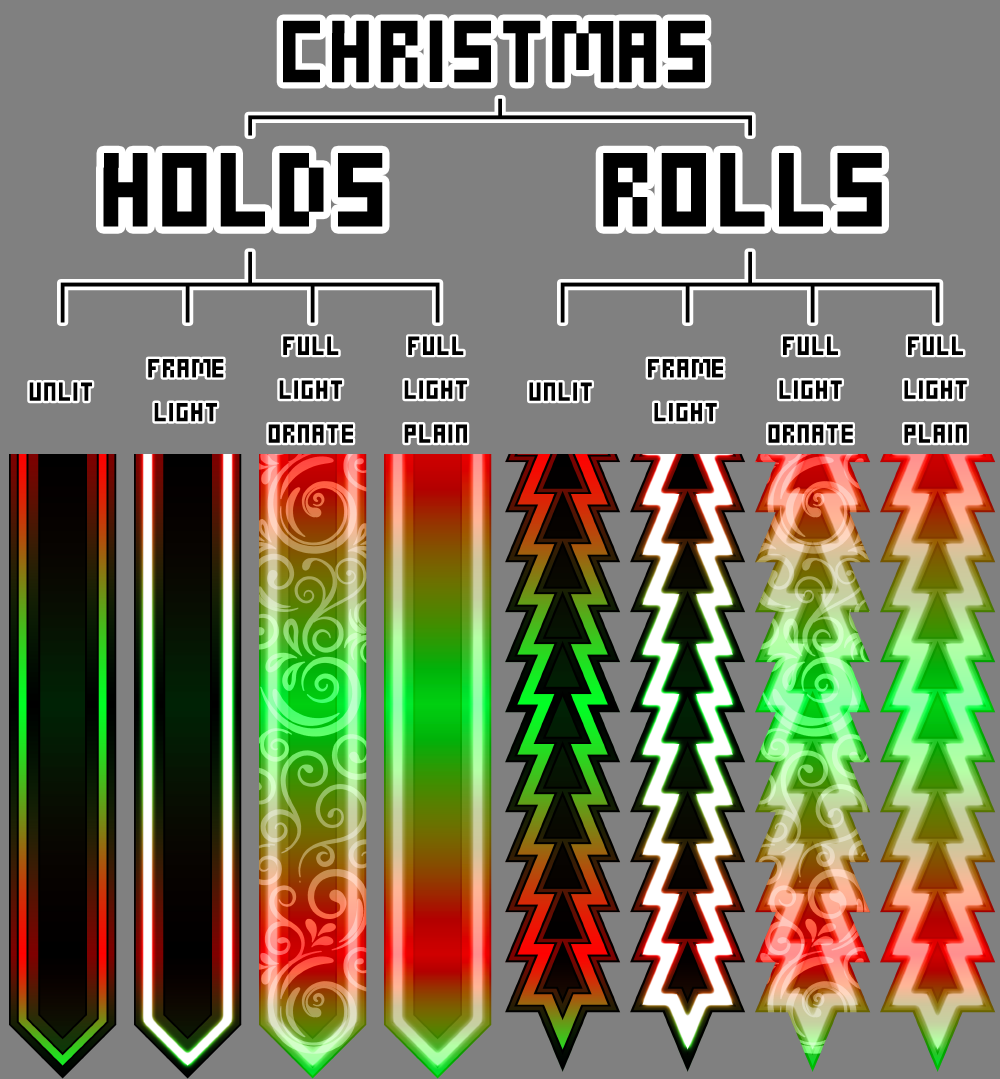 CHRISTMAS
HOLDS
ROLLS
UNLIT
FRAME
LIGHT
FULL
LIGHT
ORNATE
FULL
LIGHT
PLAIN
UNLIT
FRAME
LIGHT
FULL
LIGHT
ORNATE
FULL
LIGHT
PLAIN